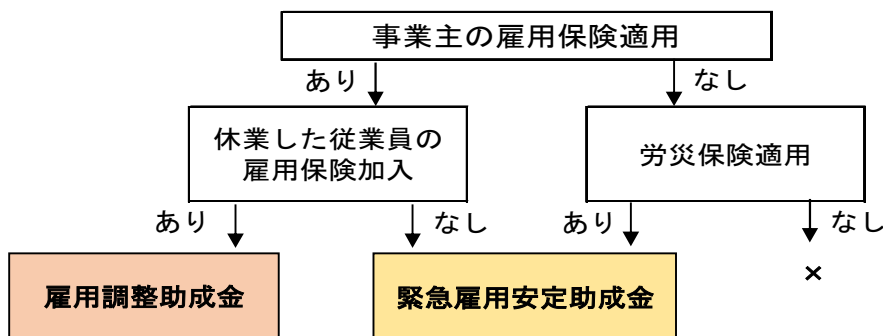 事業主の雇用保険適用
あり
なし
休業した従業員の
雇用保険加入
労災保険適用
あり
なし
あり
なし
雇用調整助成金
緊急雇用安定助成金
×